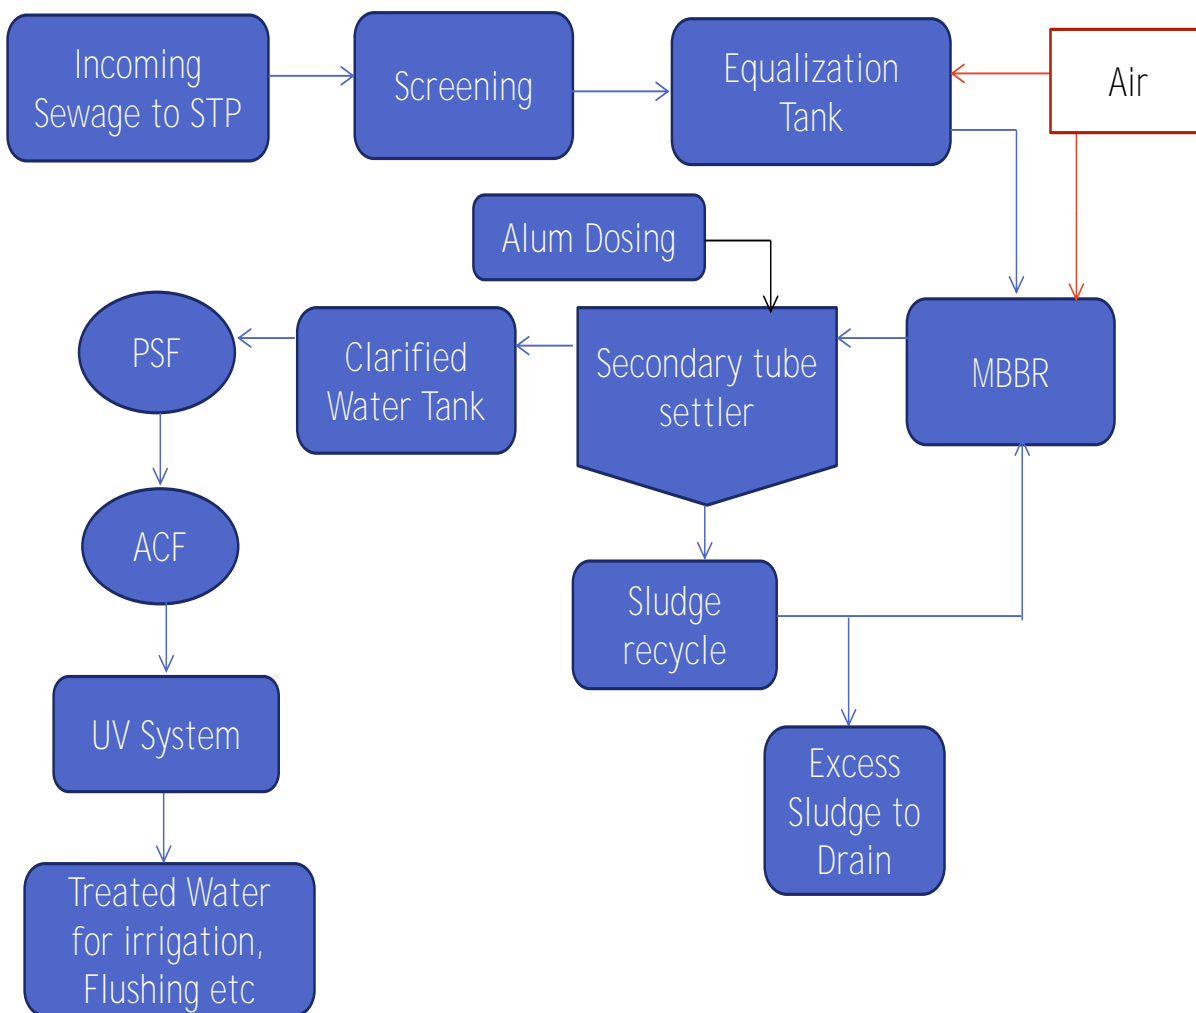 Incoming
Sewage to STP
Screening
Equalization
Tank
Air
Alum Dosing
PSF
Clarified
Water Tank
Secondary tube
settler
MBBR
ACF
Sludge
recycle
UV System
Excess
Sludge to
Drain
Treated Water
for irrigation,
Flushing etc